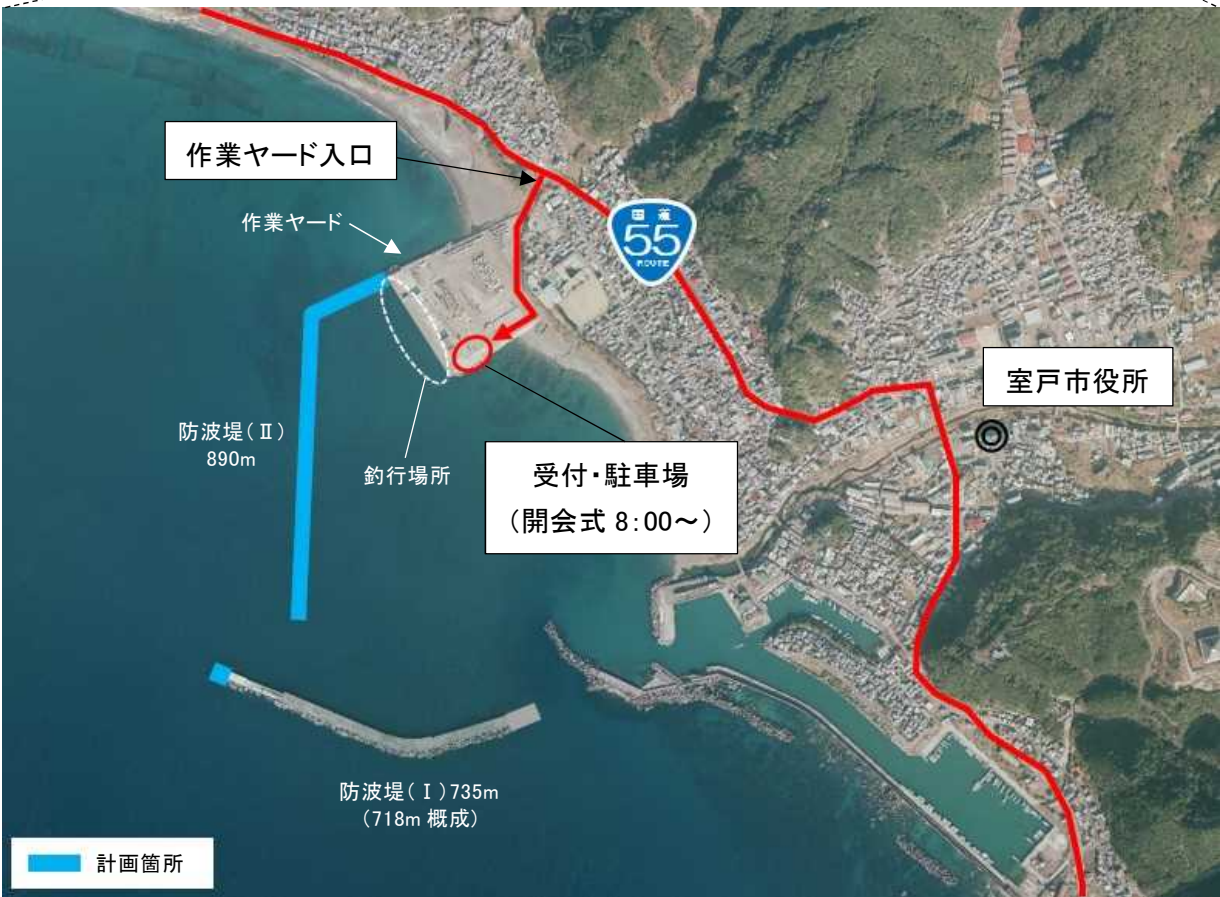 作業ヤード入口
作業ヤード
国道
55
ROUTE
室戸市役所
防波堤(Ⅱ)
890m
釣行場所
受付・駐車場
(開会式 8:00～)
防波堤(Ⅰ)735m
(718m 概成)
計画箇所